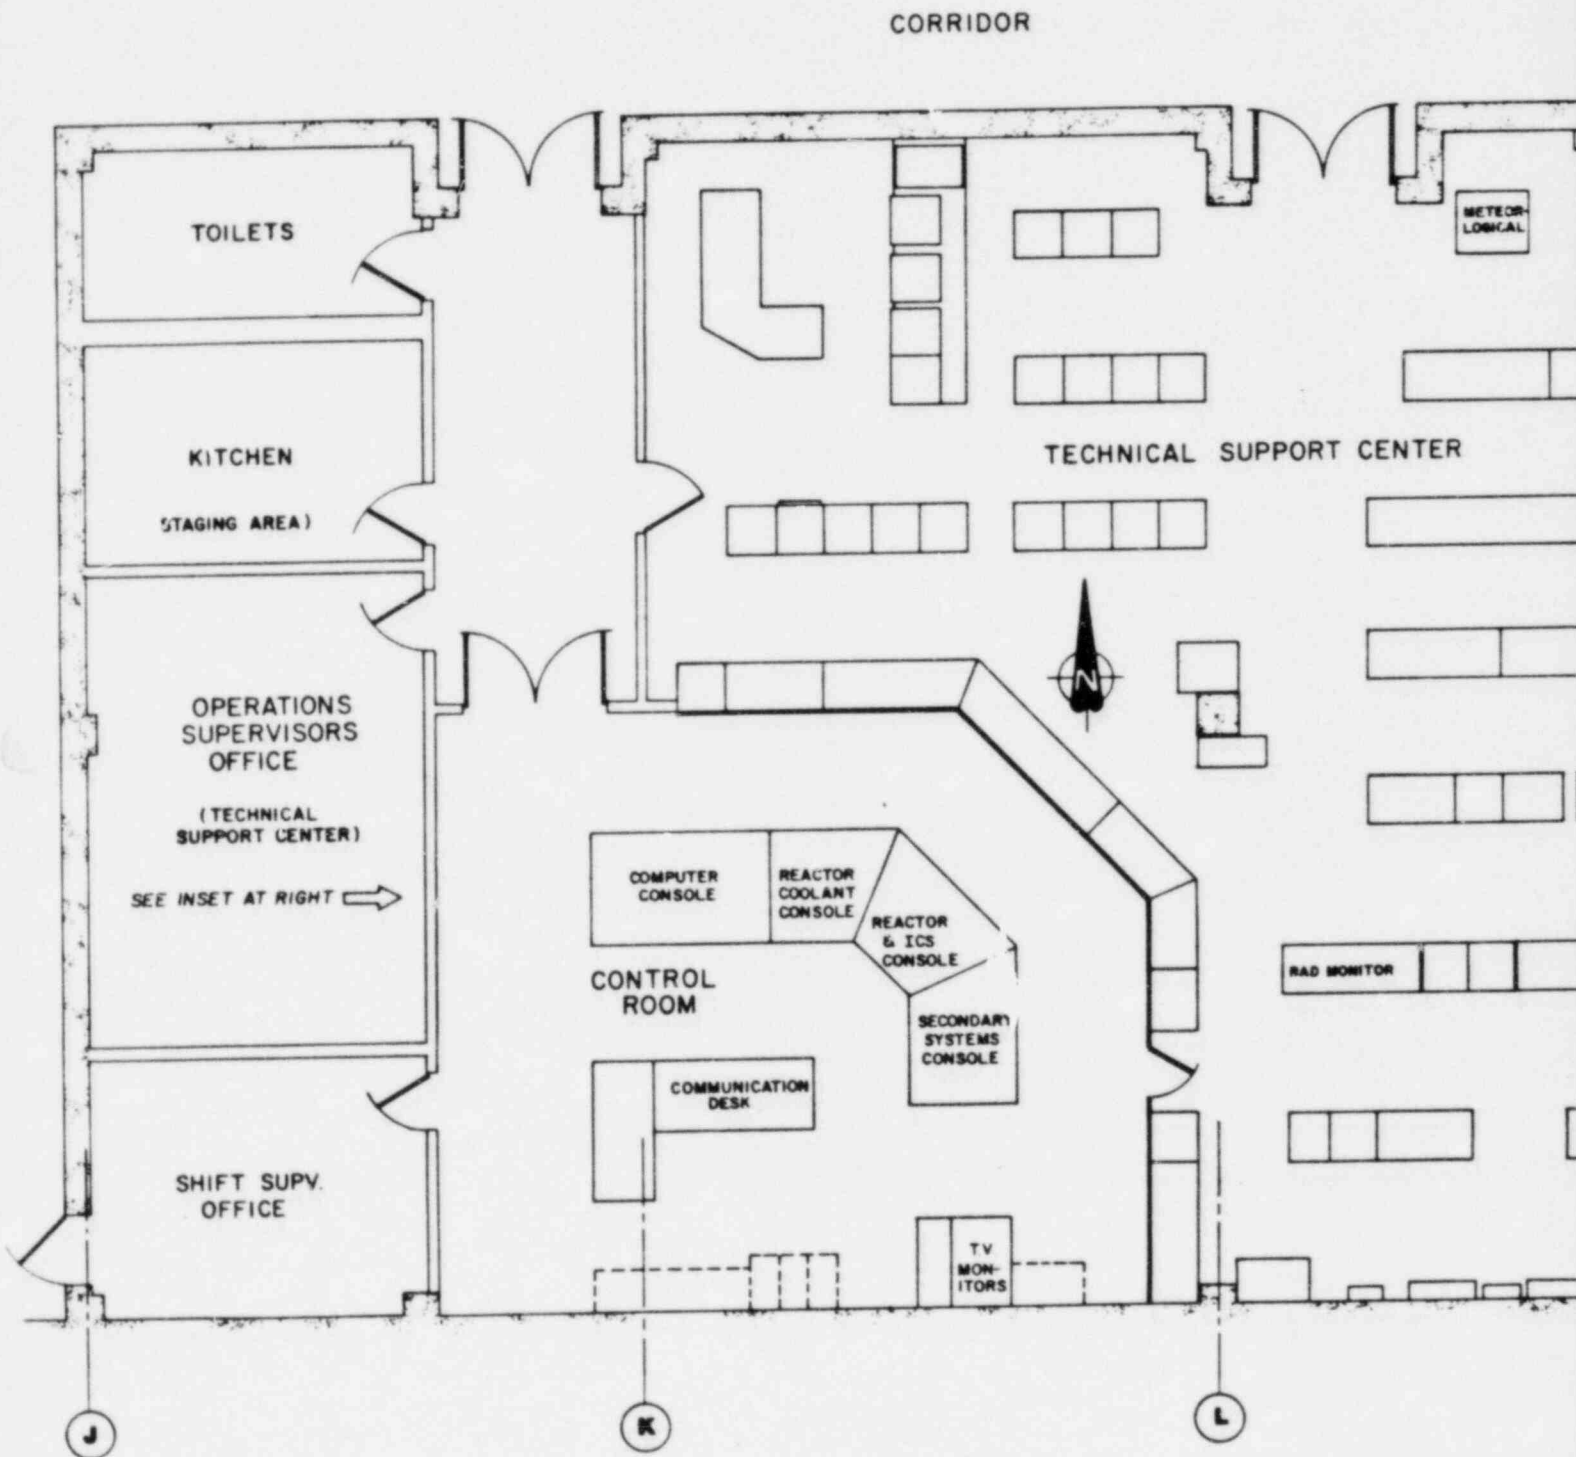 CORRIDOR
TOILETS
METEOR-
LOGICAL
KITCHEN
STAGING AREA)
TECHNICAL SUPPORT CENTER
N
OPERATIONS
SUPERVISORS
OFFICE
(TECHNICAL
SUPPORT CENTER)
SEE INSET AT RIGHT
COMPUTER
CONSOLE
REACTOR
COOLANT
CONSOLE
REACTOR
& ICS
CONSOLE
SECONDARY
SYSTEMS
CONSOLE
CONTROL
ROOM
RAD MONITOR
COMMUNICATION
DESK
SHIFT SUPV.
OFFICE
T.V.
MON-
ITORS
J
K
L